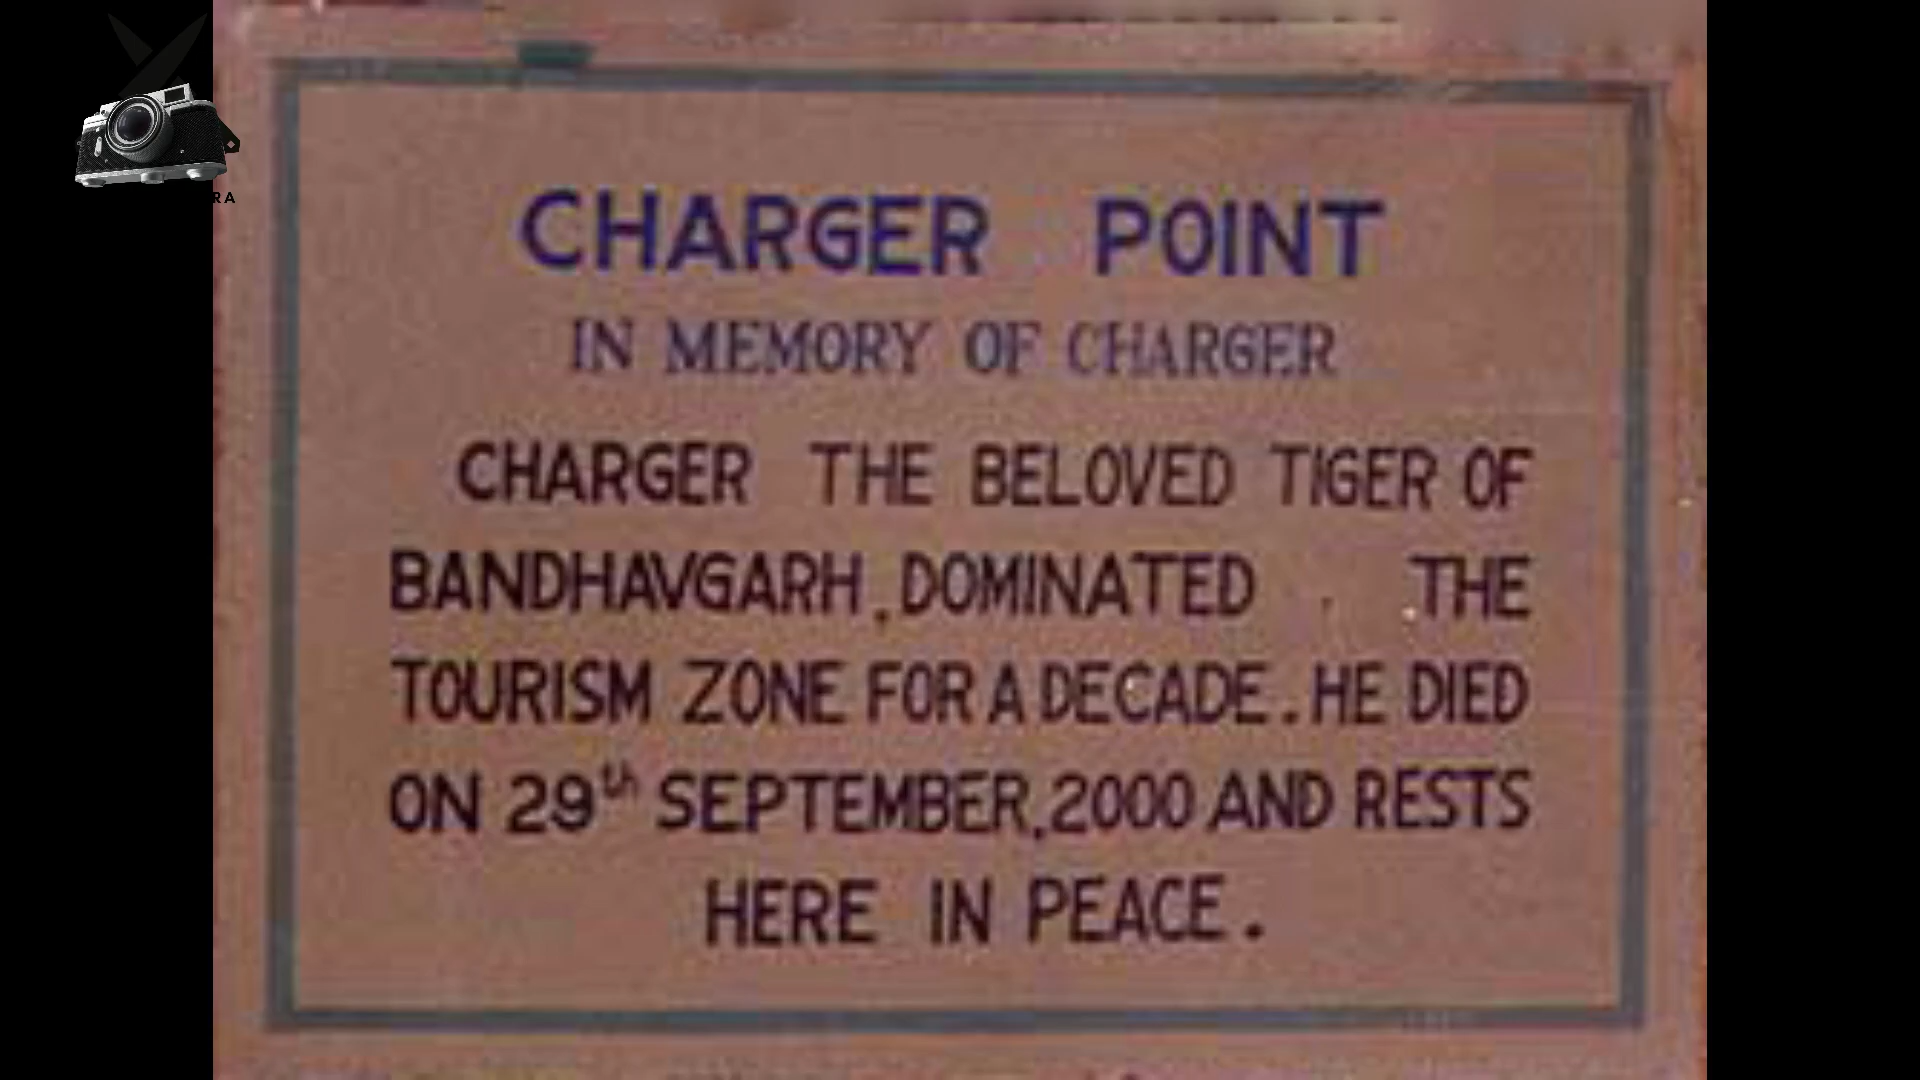 RA
CHARGER POINT
IN MEMORY OF CHARGER
CHARGER THE BELOVED TIGER OF
BANDHAVGARH, DOMINATED THE
TOURISM ZONE FOR A DECADE. HE DIED
ON 29th SEPTEMBER, 2000 AND RESTS
HERE IN PEACE.